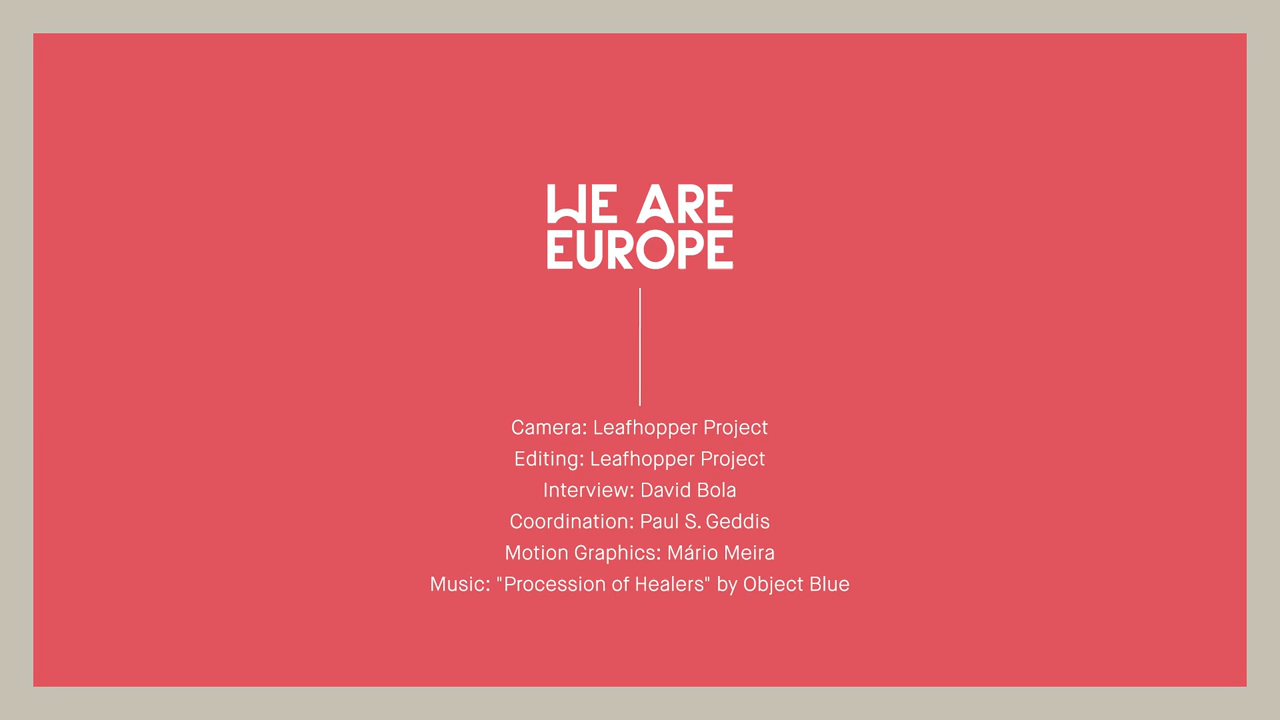 WE ARE
EUROPE
Camera: Leafhopper Project
Editing: Leafhopper Project
Interview: David Bola
Coordination: Paul S. Geddis
Motion Graphics: Mário Meira
Music: "Procession of Healers" by Object Blue